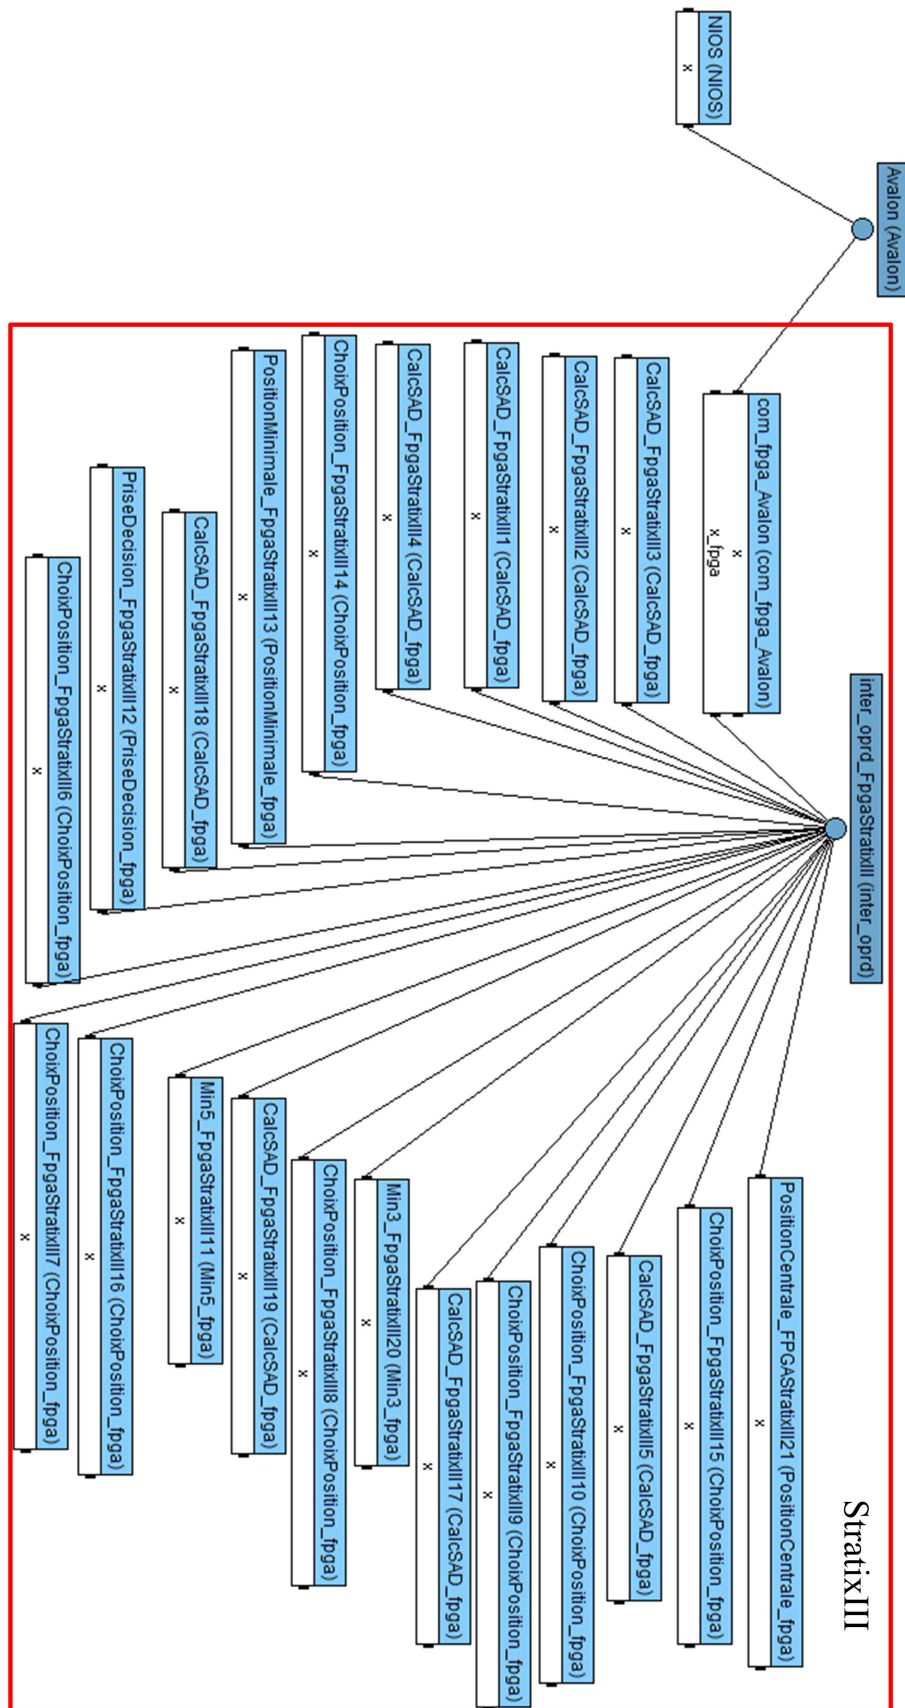 Avalon (Avalon)
NIOS (NIOS)
x
inter_oprd_FpgaStratixIII (inter_oprd)
StratixIII
com_fpga_Avalon (com_fpga_Avalon)
x
x_fpga
CalcSAD_FpgaStratixIII3 (CalcSAD_fpga)
x
CalcSAD_FpgaStratixIII2 (CalcSAD_fpga)
x
CalcSAD_FpgaStratixIII1 (CalcSAD_fpga)
x
CalcSAD_FpgaStratixIII4 (CalcSAD_fpga)
x
ChoixPosition_FpgaStratixIII14 (ChoixPosition_fpga)
x
PositionMinimale_FpgaStratixIII13 (PositionMinimale_fpga)
x
CalcSAD_FpgaStratixIII18 (CalcSAD_fpga)
x
PriseDecision_FpgaStratixIII12 (PriseDecision_fpga)
x
ChoixPosition_FpgaStratixIII6 (ChoixPosition_fpga)
x
PositionCentrale_FPGAStratixIII21 (PositionCentrale_fpga)
x
ChoixPosition_FpgaStratixIII15 (ChoixPosition_fpga)
x
CalcSAD_FpgaStratixIII5 (CalcSAD_fpga)
x
ChoixPosition_FpgaStratixIII10 (ChoixPosition_fpga)
x
ChoixPosition_FpgaStratixIII9 (ChoixPosition_fpga)
x
CalcSAD_FpgaStratixIII17 (CalcSAD_fpga)
x
Min3_FpgaStratixIII20 (Min3_fpga)
x
ChoixPosition_FpgaStratixIII8 (ChoixPosition_fpga)
x
CalcSAD_FpgaStratixIII19 (CalcSAD_fpga)
x
Min5_FpgaStratixIII11 (Min5_fpga)
x
ChoixPosition_FpgaStratixIII16 (ChoixPosition_fpga)
x
ChoixPosition_FpgaStratixIII7 (ChoixPosition_fpga)
x